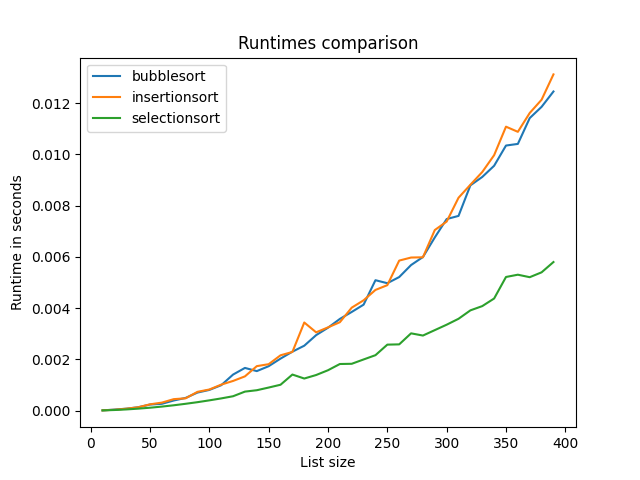 Runtimes comparison
bubblesort
insertionsort
selectionsort
Runtime in seconds
0.012
0.010
0.008
0.006
0.004
0.002
0.000
0 50 100 150 200 250 300 350 400
List size